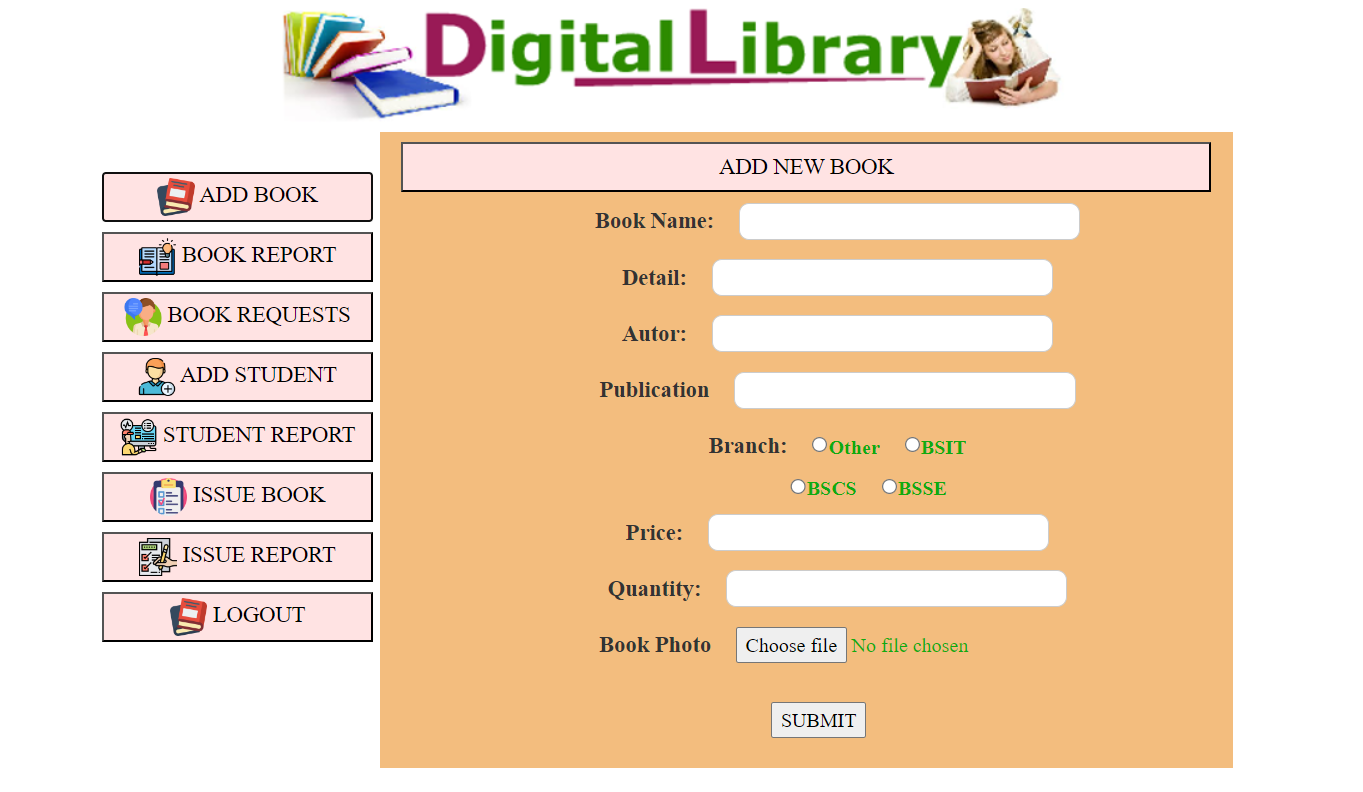 Digital Library
ADD BOOK
BOOK REPORT
BOOK REQUESTS
ADD STUDENT
STUDENT REPORT
ISSUE BOOK
ISSUE REPORT
LOGOUT
ADD NEW BOOK
Book Name:
Detail:
Autor:
Publication
Branch: Other BSIT
BSCS BSSE
Price:
Quantity:
Book Photo Choose file No file chosen
SUBMIT